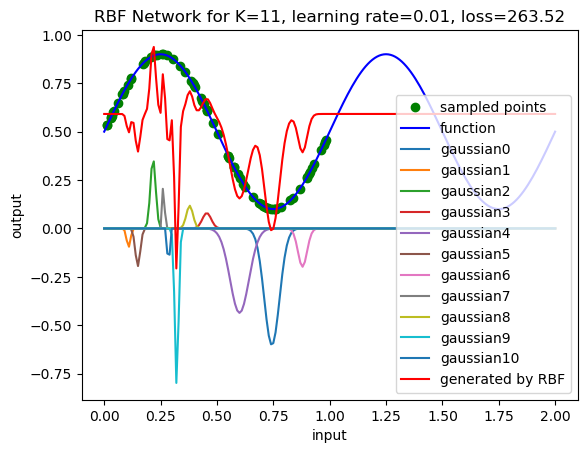 RBF Network for K=11, learning rate=0.01, loss=263.52
1.00
0.75
0.50
0.25
0.00
−0.25
−0.50
−0.75
output
sampled points
function
gaussian0
gaussian1
gaussian2
gaussian3
gaussian4
gaussian5
gaussian6
gaussian7
gaussian8
gaussian9
gaussian10
generated by RBF
0.00 0.25 0.50 0.75 1.00 1.25 1.50 1.75 2.00
input